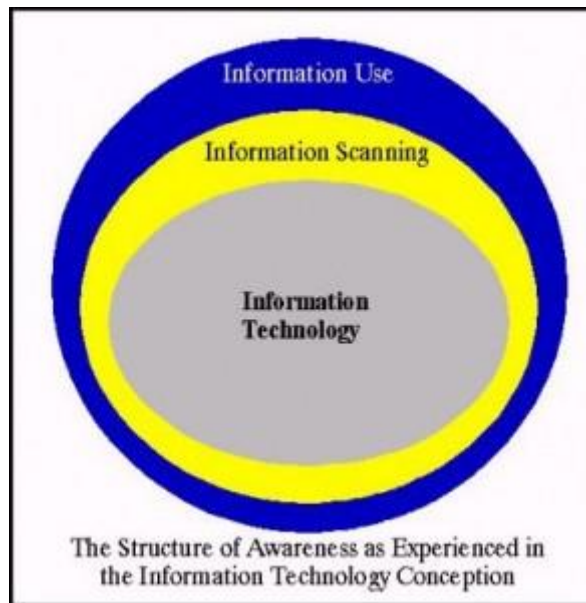 Information Use
Information Scanning
Information
Technology
The Structure of Awareness as Experienced in
the Information Technology Conception